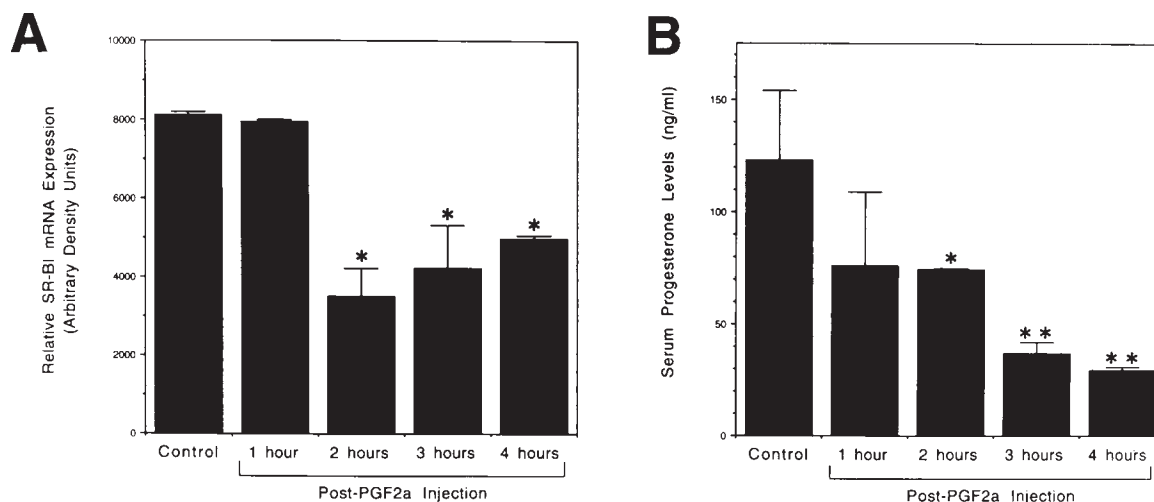 A
Relative SR-BI mRNA Expression
(Arbitrary Density Units)
10000
8000
6000
4000
2000
0
*
*
*
Control
1 hour
2 hours
3 hours
4 hours
Post-PGF2a Injection
B
Serum Progesterone Levels (ng/ml)
150
100
50
0
*
* *
* *
Control
1 hour
2 hours
3 hours
4 hours
Post-PGF2a Injection